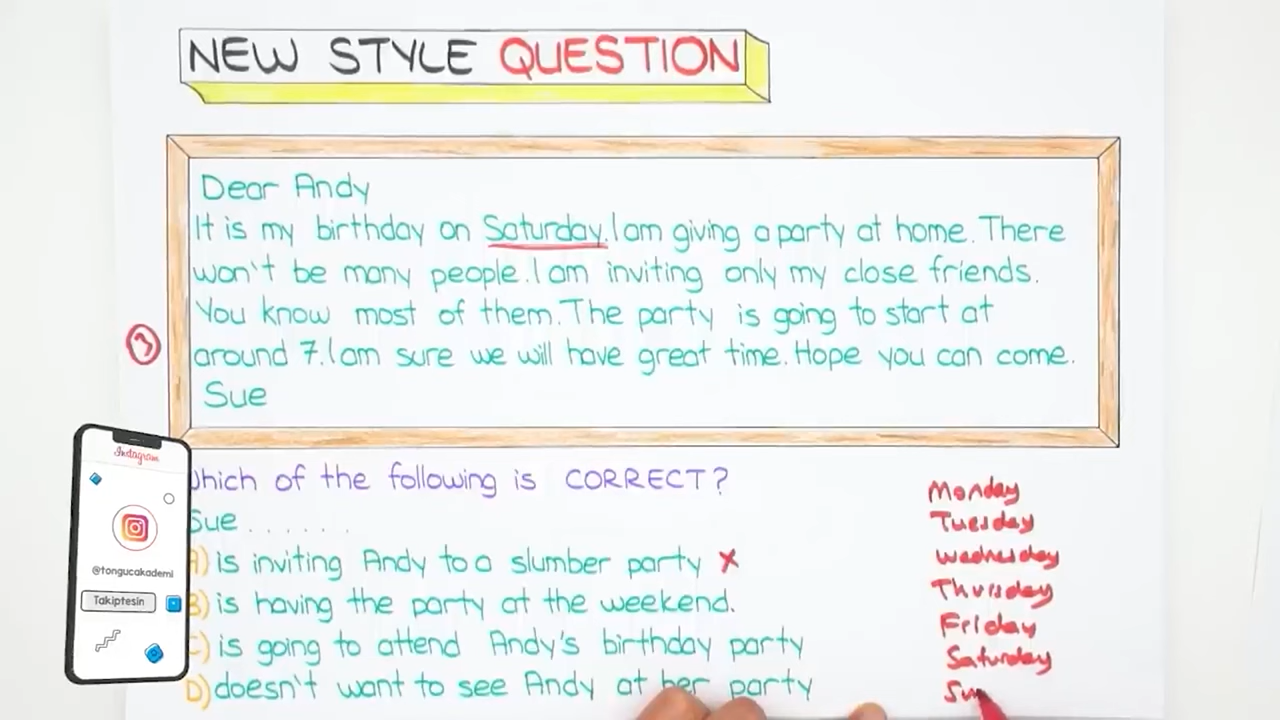 NEW STYLE QUESTION
Dear Andy
It is my birthday on Saturday. I am giving a party at home. There
won't be many people. I am inviting only my close friends.
You know most of them. The party is going to start at
around 7. I am sure we will have great time. Hope you can come.
Sue
3
Instagram
@tongucakademi
Takiptesin
Which of the following is CORRECT?
Sue . . . . . .
A) is inviting Andy to a slumber party x
B) is having the party at the weekend.
C) is going to attend Andy's birthday party
D) doesn't want to see Andy at her party
Monday
Tuesday
Wednesday
Thursday
Friday
Saturday
Su